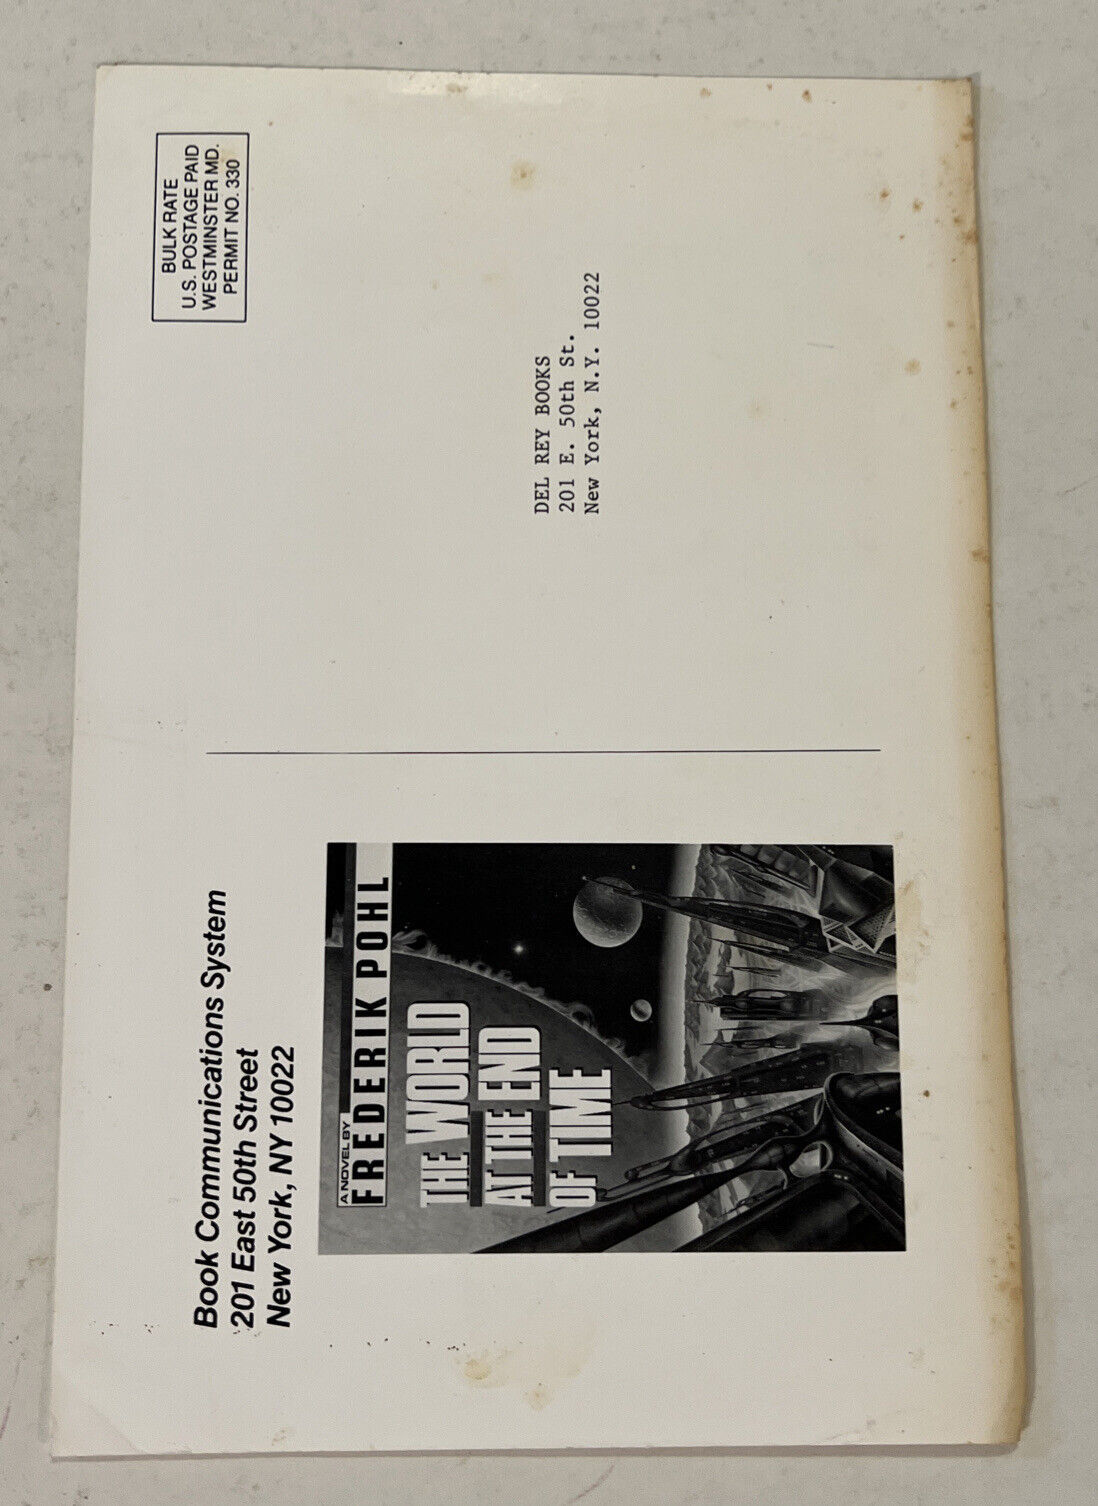 Book Communications System
201 East 50th Street
New York, NY 10022
BULK RATE
U.S. POSTAGE PAID
WESTMINSTER MD.
PERMIT NO. 330
A NOVEL BY
FREDERIK POHL
THE WORLD
AT THE END
OF TIME
DEL REY BOOKS
201 E. 50th St.
New York, N.Y. 10022